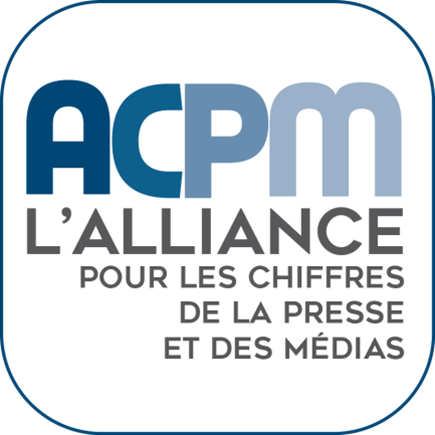 ACPM
L'ALLIANCE
POUR LES CHIFFRES
DE LA PRESSE
ET DES MÉDIAS